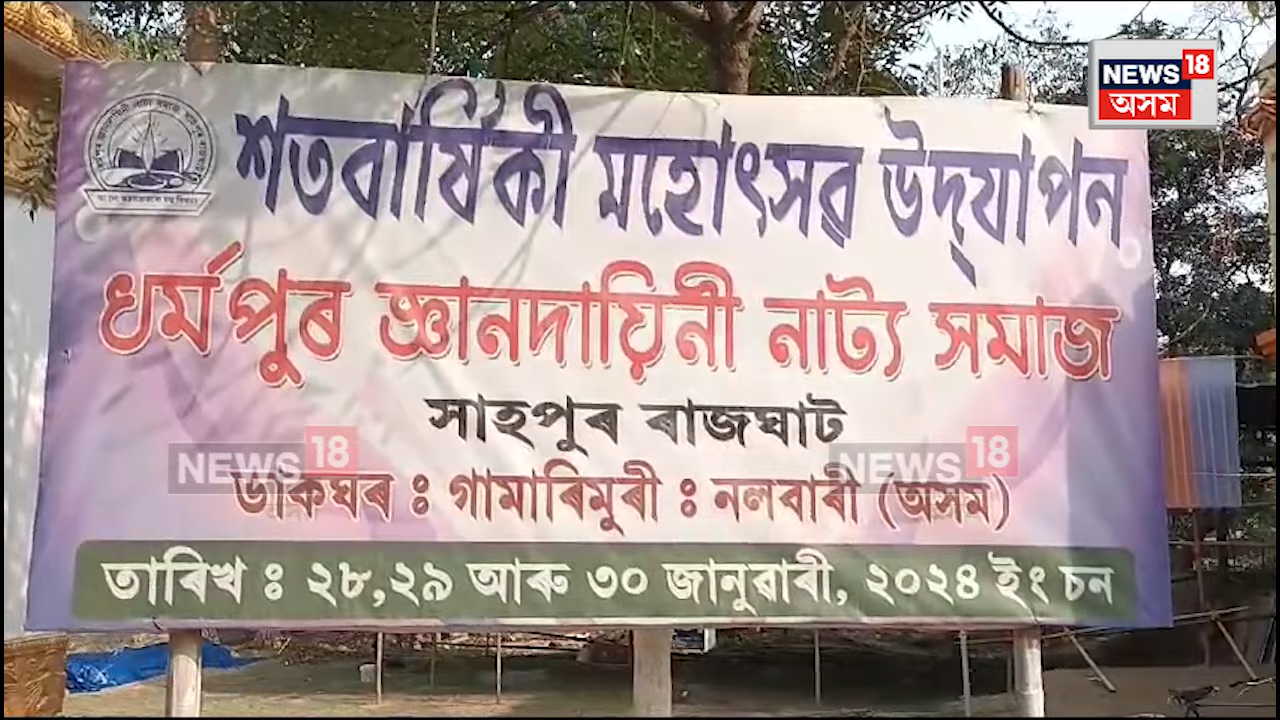 NEWS18
অসম
শতবাৰ্ষিকী মহোৎসৱ উদ্‌যাপন
ধৰ্মপুৰ জ্ঞানদায়িনী নাট্য সমাজ
সাহপুৰ ৰাজঘাট
NEWS18 NEWS18
ডাকঘৰ : গামাৰিমুৰী : নলবাৰী (অসম)
তাৰিখ : ২৮,২৯ আৰু ৩০ জানুৱাৰী, ২০২৪ ইং চন